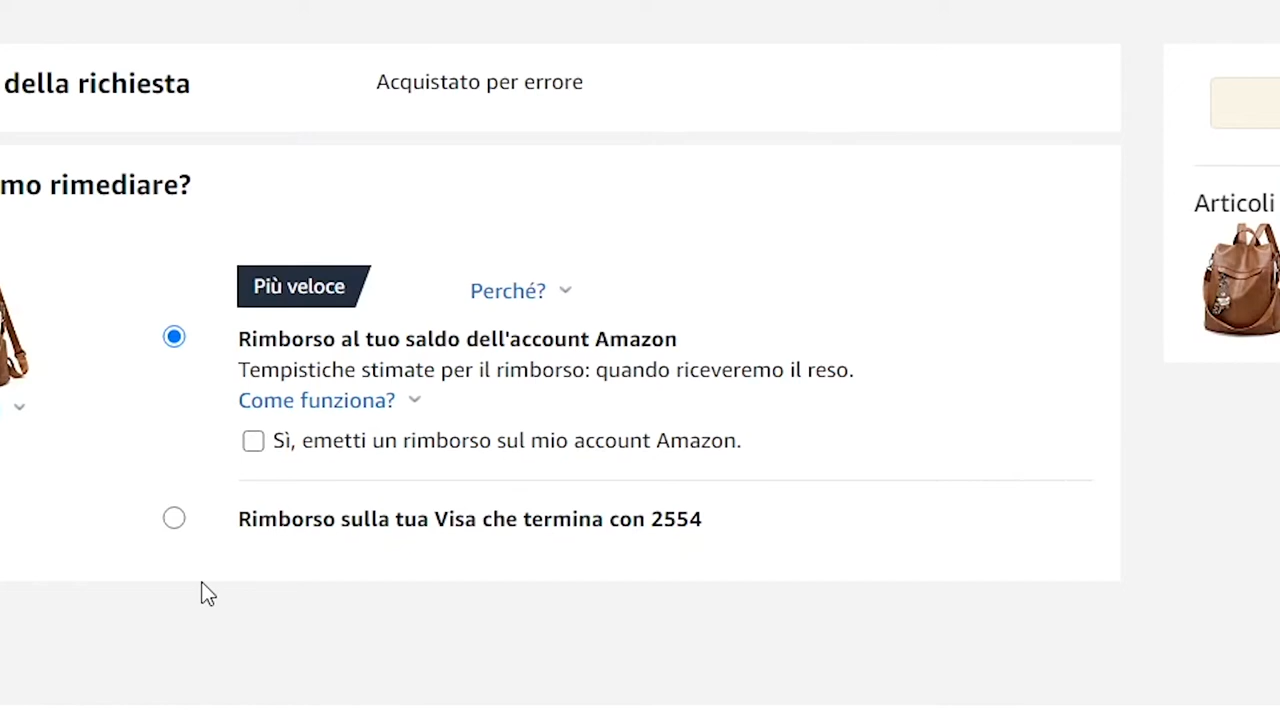 della richiesta
Acquistato per errore
mo rimediare?
Più veloce
Perché?
Rimborso al tuo saldo dell'account Amazon
Tempistiche stimate per il rimborso: quando riceveremo il reso.
Come funziona?
Sì, emetti un rimborso sul mio account Amazon.
Rimborso sulla tua Visa che termina con 2554
Articoli